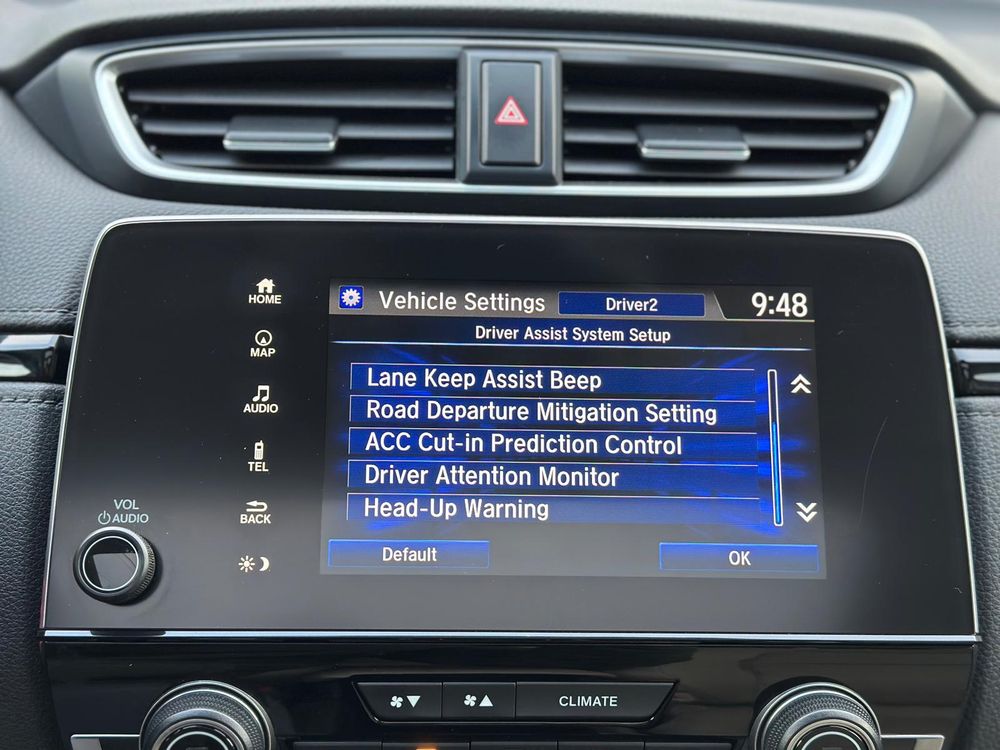 HOME
MAP
AUDIO
TEL
BACK
VOL
AUDIO
Vehicle Settings
Driver2
9:48
Driver Assist System Setup
Lane Keep Assist Beep
Road Departure Mitigation Setting
ACC Cut-in Prediction Control
Driver Attention Monitor
Head-Up Warning
Default
OK
CLIMATE